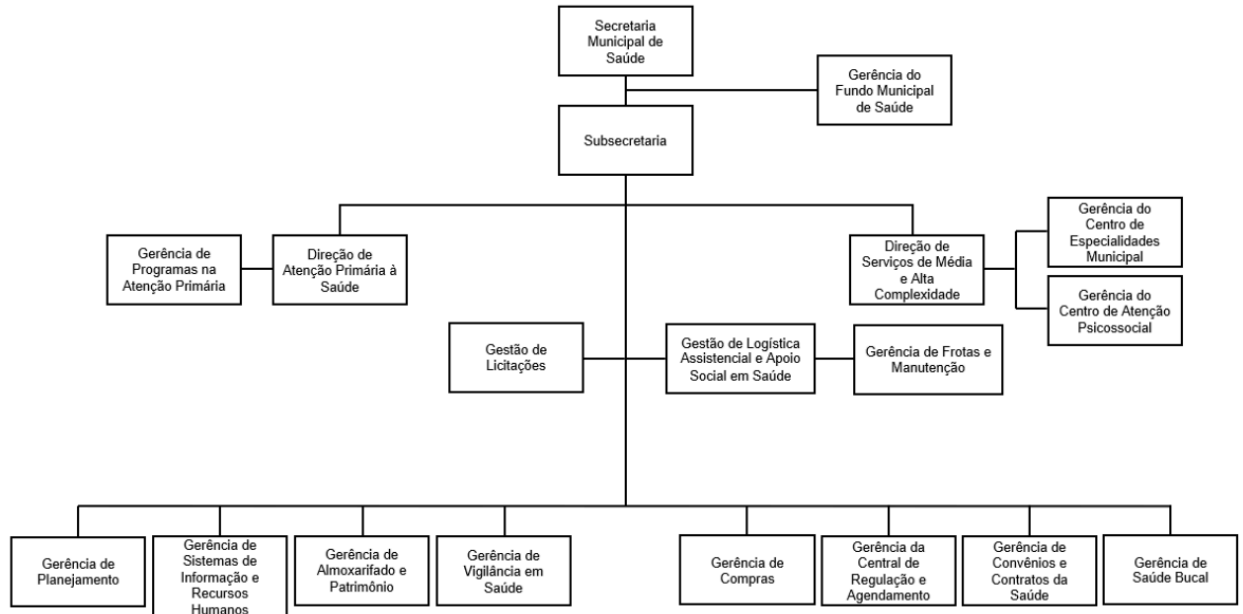 Secretaria
Municipal de
Saúde
Gerência do
Fundo Municipal
de Saúde
Subsecretaria
Gerência de
Programas na
Atenção Primária
Direção de
Atenção Primária à
Saúde
Direção de
Serviços de Média
e Alta
Complexidade
Gerência do
Centro de
Especialidades
Municipal
Gerência do
Centro de Atenção
Psicossocial
Gestão de
Licitações
Gestão de Logística
Assistencial e Apoio
Social em Saúde
Gerência de Frotas e
Manutenção
Gerência de
Planejamento
Gerência de
Sistemas de
Informação e
Recursos
Humanos
Gerência de
Almoxarifado e
Patrimônio
Gerência de
Vigilância em
Saúde
Gerência de
Compras
Gerência da
Central de
Regulação e
Agendamento
Gerência de
Convênios e
Contratos da
Saúde
Gerência de
Saúde Bucal